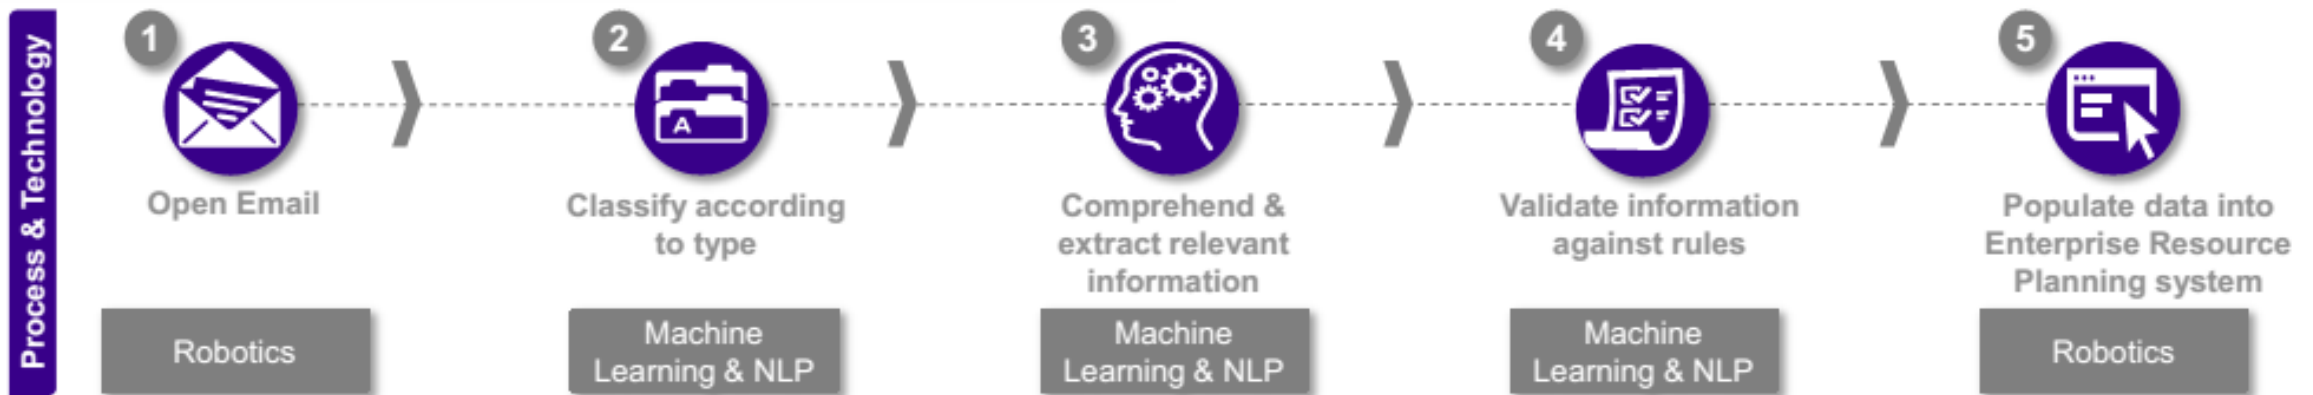 Process & Technology
1
Open Email
Robotics
2
A
Classify according
to type
Machine
Learning & NLP
3
Comprehend &
extract relevant
information
Machine
Learning & NLP
4
Validate information
against rules
Machine
Learning & NLP
5
Populate data into
Enterprise Resource
Planning system
Robotics